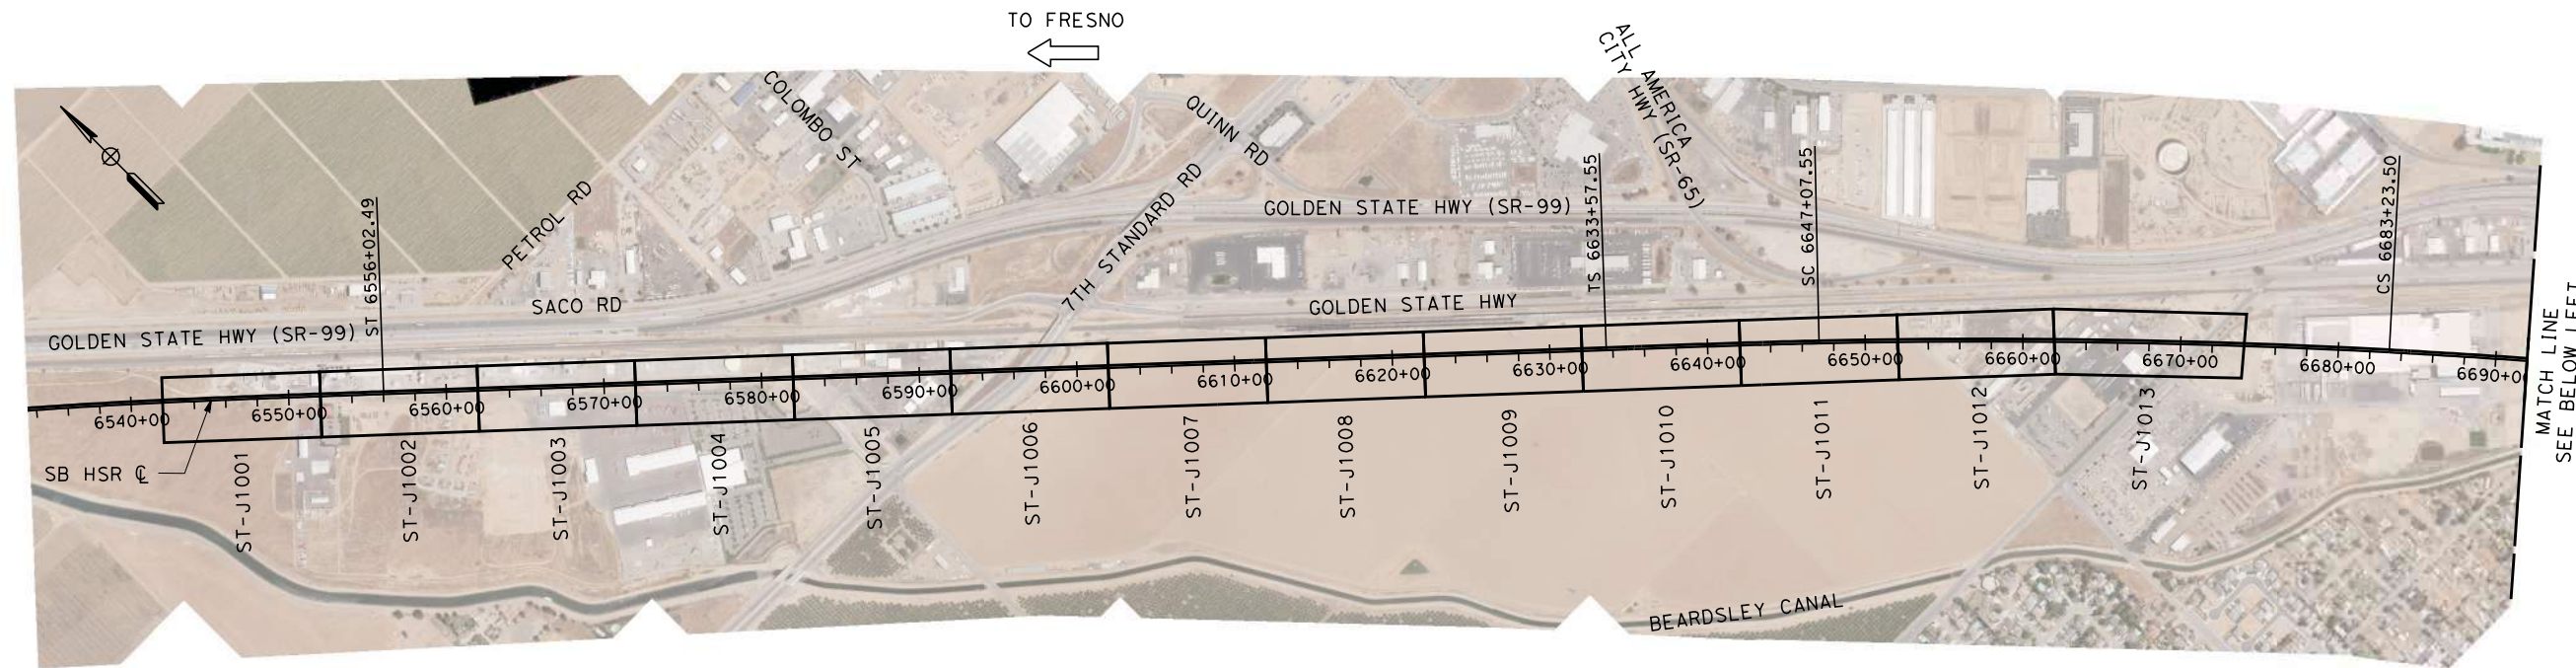 TO FRESNO
ALL AMERICA
CITY HWY (SR-65)
COLOMBO ST
QUINN RD
PETROL RD
7TH STANDARD RD
GOLDEN STATE HWY (SR-99)
ST 6556+02.49
TS 6633+57.55
SC 6647+07.55
CS 6683+23.50
SACO RD
GOLDEN STATE HWY
GOLDEN STATE HWY (SR-99)
6540+00
6550+00
6560+00
6570+00
6580+00
6590+00
6600+00
6610+00
6620+00
6630+00
6640+00
6650+00
6660+00
6670+00
6680+00
6690+00
MATCH LINE
SEE BELOW LEFT
SB HSR ℄
ST-J1001
ST-J1002
ST-J1003
ST-J1004
ST-J1005
ST-J1006
ST-J1007
ST-J1008
ST-J1009
ST-J1010
ST-J1011
ST-J1012
ST-J1013
BEARDSLEY CANAL